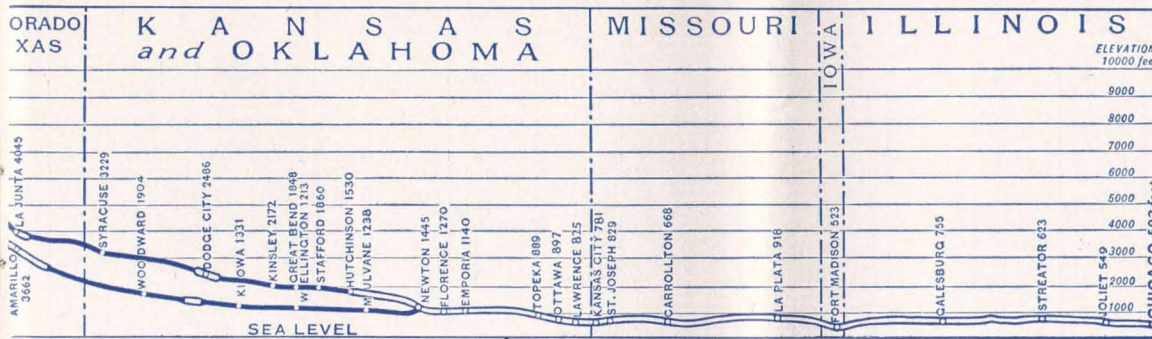 ORADO
XAS
K A N S A S
and OKLAHOMA
MISSOURI
IOWA
ILLINOIS
ELEVATION
10000 fee
9000
8000
7000
6000
5000
4000
3000
2000
1000
LA JUNTA 4045
AMARILLO
3662
SYRACUSE 3229
WOODWARD 1904
DODGE CITY 2486
KIOWA 1331
KINSLEY 2172
GREAT BEND 1848
WELLINGTON 1213
STAFFORD 1860
HUTCHINSON 1530
MULVANE 1238
NEWTON 1445
FLORENCE 1270
EMPORIA 1140
TOPEKA 889
OTTAWA 897
LAWRENCE 825
KANSAS CITY 781
ST. JOSEPH 829
CARROLLTON 668
LA PLATA 918
FORT MADISON 523
GALESBURG 755
STREATOR 623
JOLIET 549
CHICAGO 593 feet
SEA LEVEL